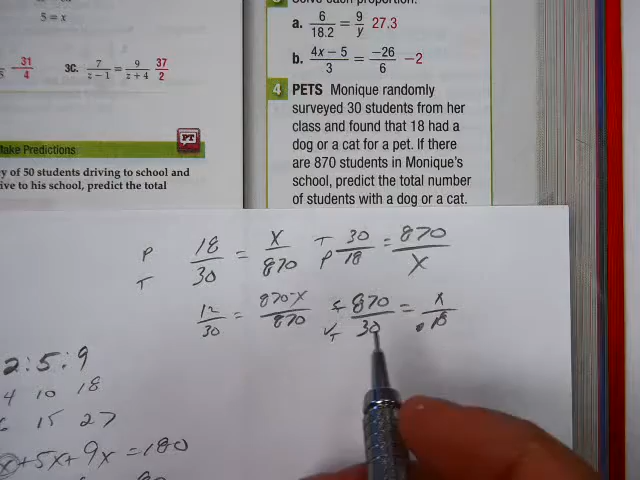 5 = x
31/4
3C. 7/(z − 1) = 9/(z + 4) 37/2
PT
Make Predictions
y of 50 students driving to school and
ive to his school, predict the total
a. 6/18.2 = 9/y 27.3
b. (4x − 5)/3 = −26/6 −2
4 PETS Monique randomly
surveyed 30 students from her
class and found that 18 had a
dog or a cat for a pet. If there
are 870 students in Monique's
school, predict the total number
of students with a dog or a cat.
P/T 18/30 = x/870 T/P 30/18 = 870/x
12/30 = (870-x)/870 870/30 = x/18
2:5:9
4 10 18
6 15 27
x+5x+9x=180